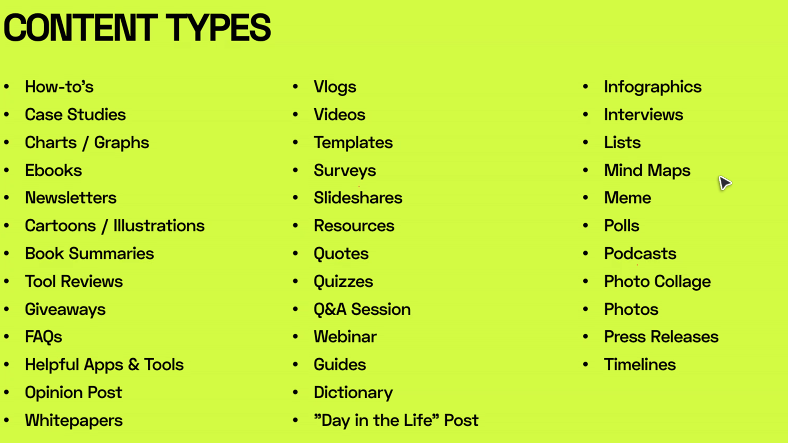 CONTENT TYPES
• How-to's
• Case Studies
• Charts / Graphs
• Ebooks
• Newsletters
• Cartoons / Illustrations
• Book Summaries
• Tool Reviews
• Giveaways
• FAQs
• Helpful Apps & Tools
• Opinion Post
• Whitepapers
• Vlogs
• Videos
• Templates
• Surveys
• Slideshares
• Resources
• Quotes
• Quizzes
• Q&A Session
• Webinar
• Guides
• Dictionary
• ”Day in the Life” Post
• Infographics
• Interviews
• Lists
• Mind Maps
• Meme
• Polls
• Podcasts
• Photo Collage
• Photos
• Press Releases
• Timelines